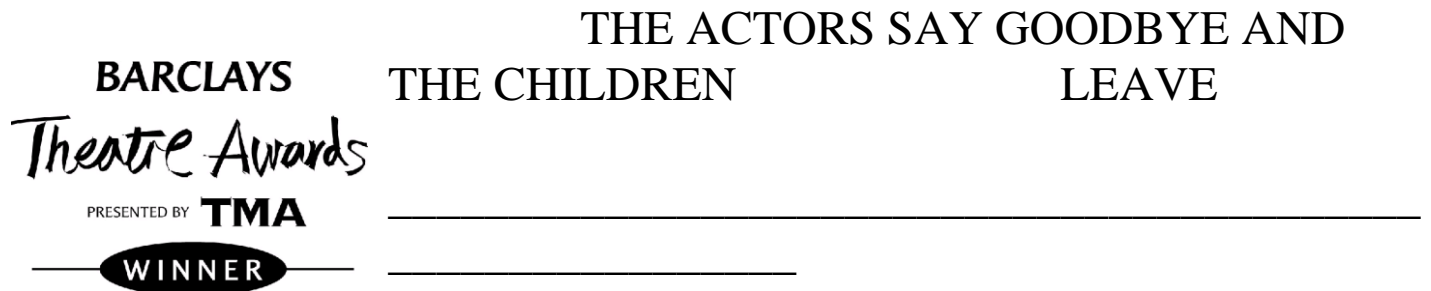 THE ACTORS SAY GOODBYE AND
THE CHILDREN LEAVE
BARCLAYS
Theatre Awards
PRESENTED BY TMA
WINNER